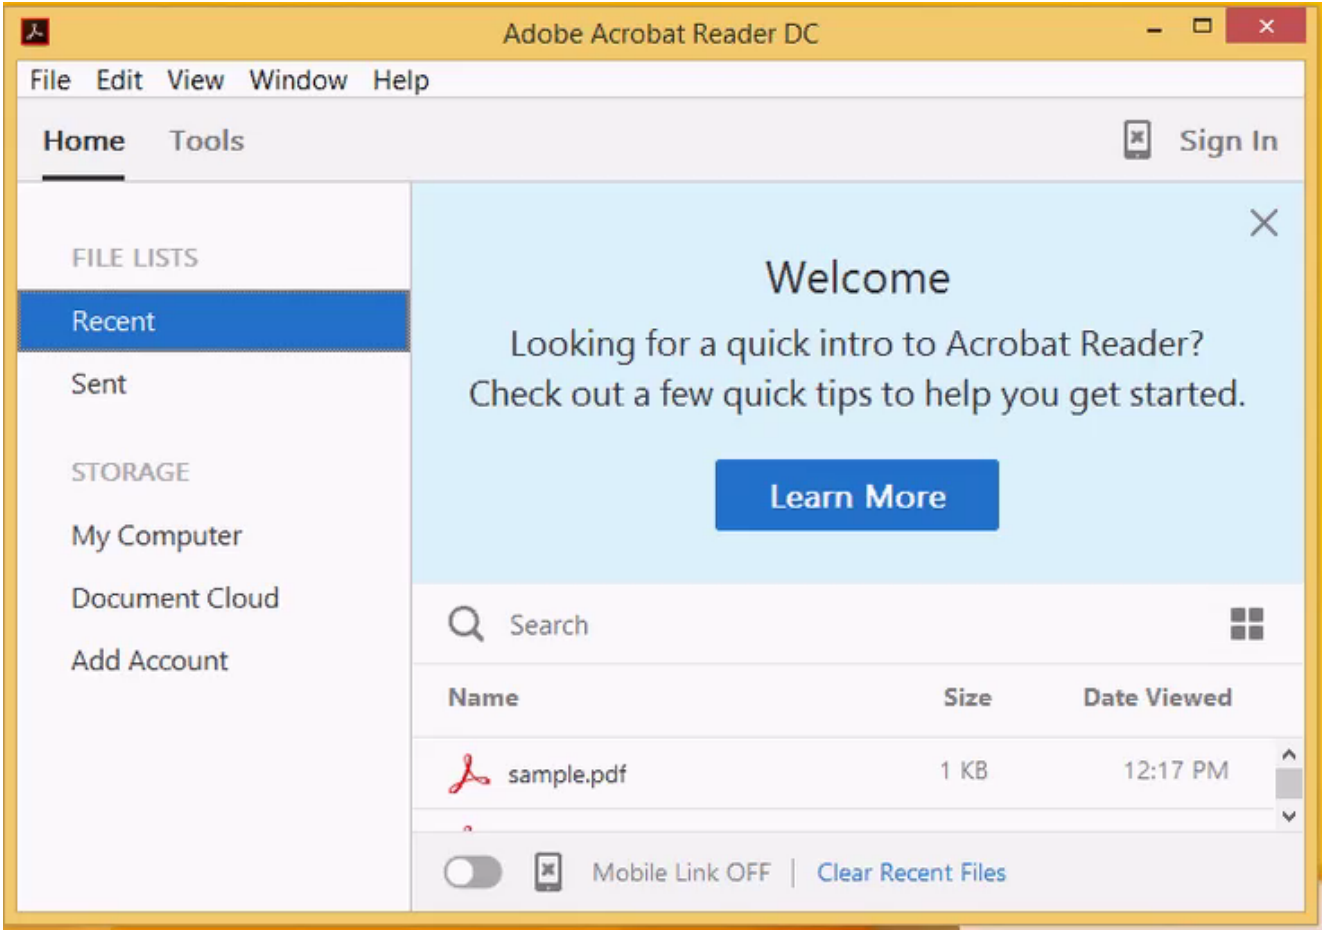 Adobe Acrobat Reader DC
File Edit View Window Help
Home Tools Sign In
FILE LISTS
Recent
Sent
STORAGE
My Computer
Document Cloud
Add Account
Welcome
Looking for a quick intro to Acrobat Reader?
Check out a few quick tips to help you get started.
Learn More
Search
Name Size Date Viewed
sample.pdf 1 KB 12:17 PM
Mobile Link OFF | Clear Recent Files